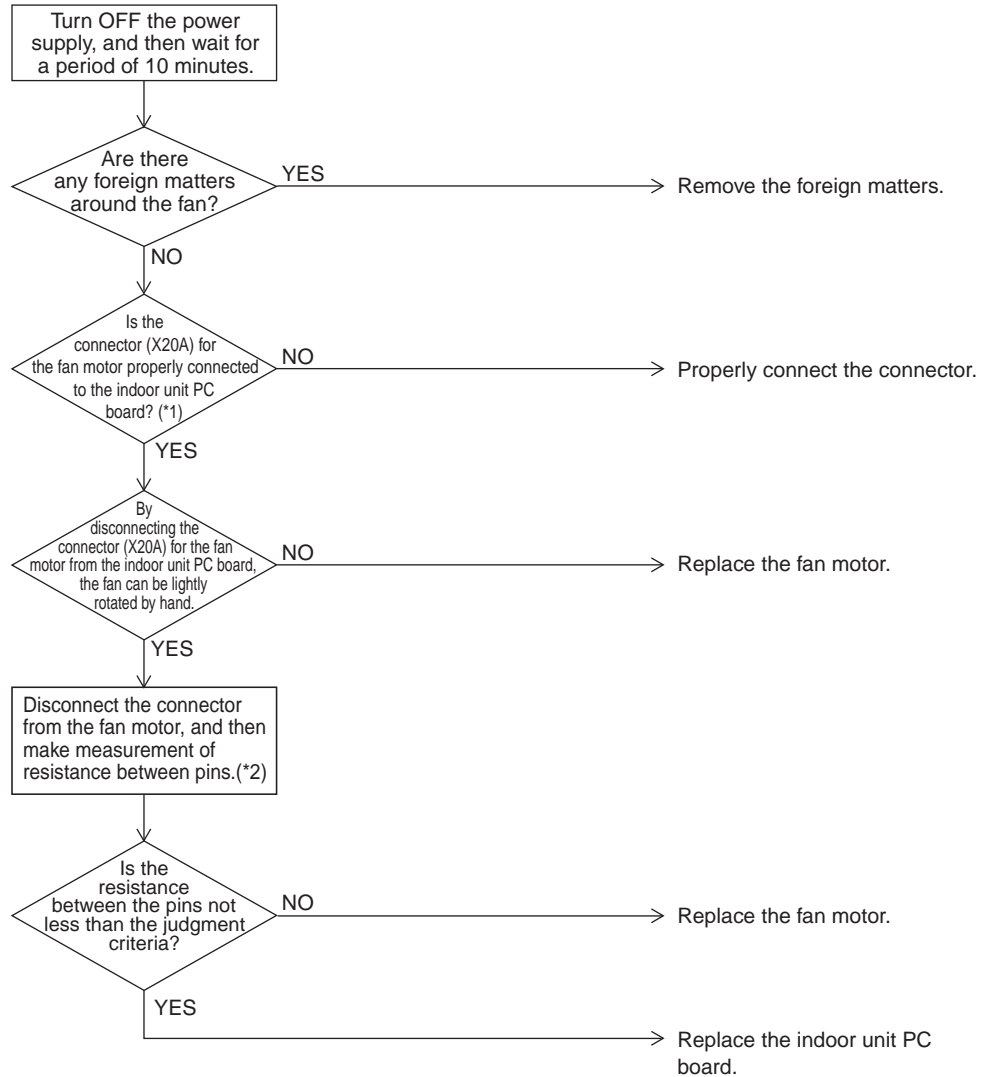 Turn OFF the power
supply, and then wait for
a period of 10 minutes.
Are there
any foreign matters
around the fan?
YES
Remove the foreign matters.
NO
Is the
connector (X20A) for
the fan motor properly connected
to the indoor unit PC
board? (*1)
NO
Properly connect the connector.
YES
By
disconnecting the
connector (X20A) for the fan
motor from the indoor unit PC board,
the fan can be lightly
rotated by hand.
NO
Replace the fan motor.
YES
Disconnect the connector
from the fan motor, and then
make measurement of
resistance between pins.(*2)
Is the
resistance
between the pins not
less than the judgment
criteria?
NO
Replace the fan motor.
YES
Replace the indoor unit PC
board.